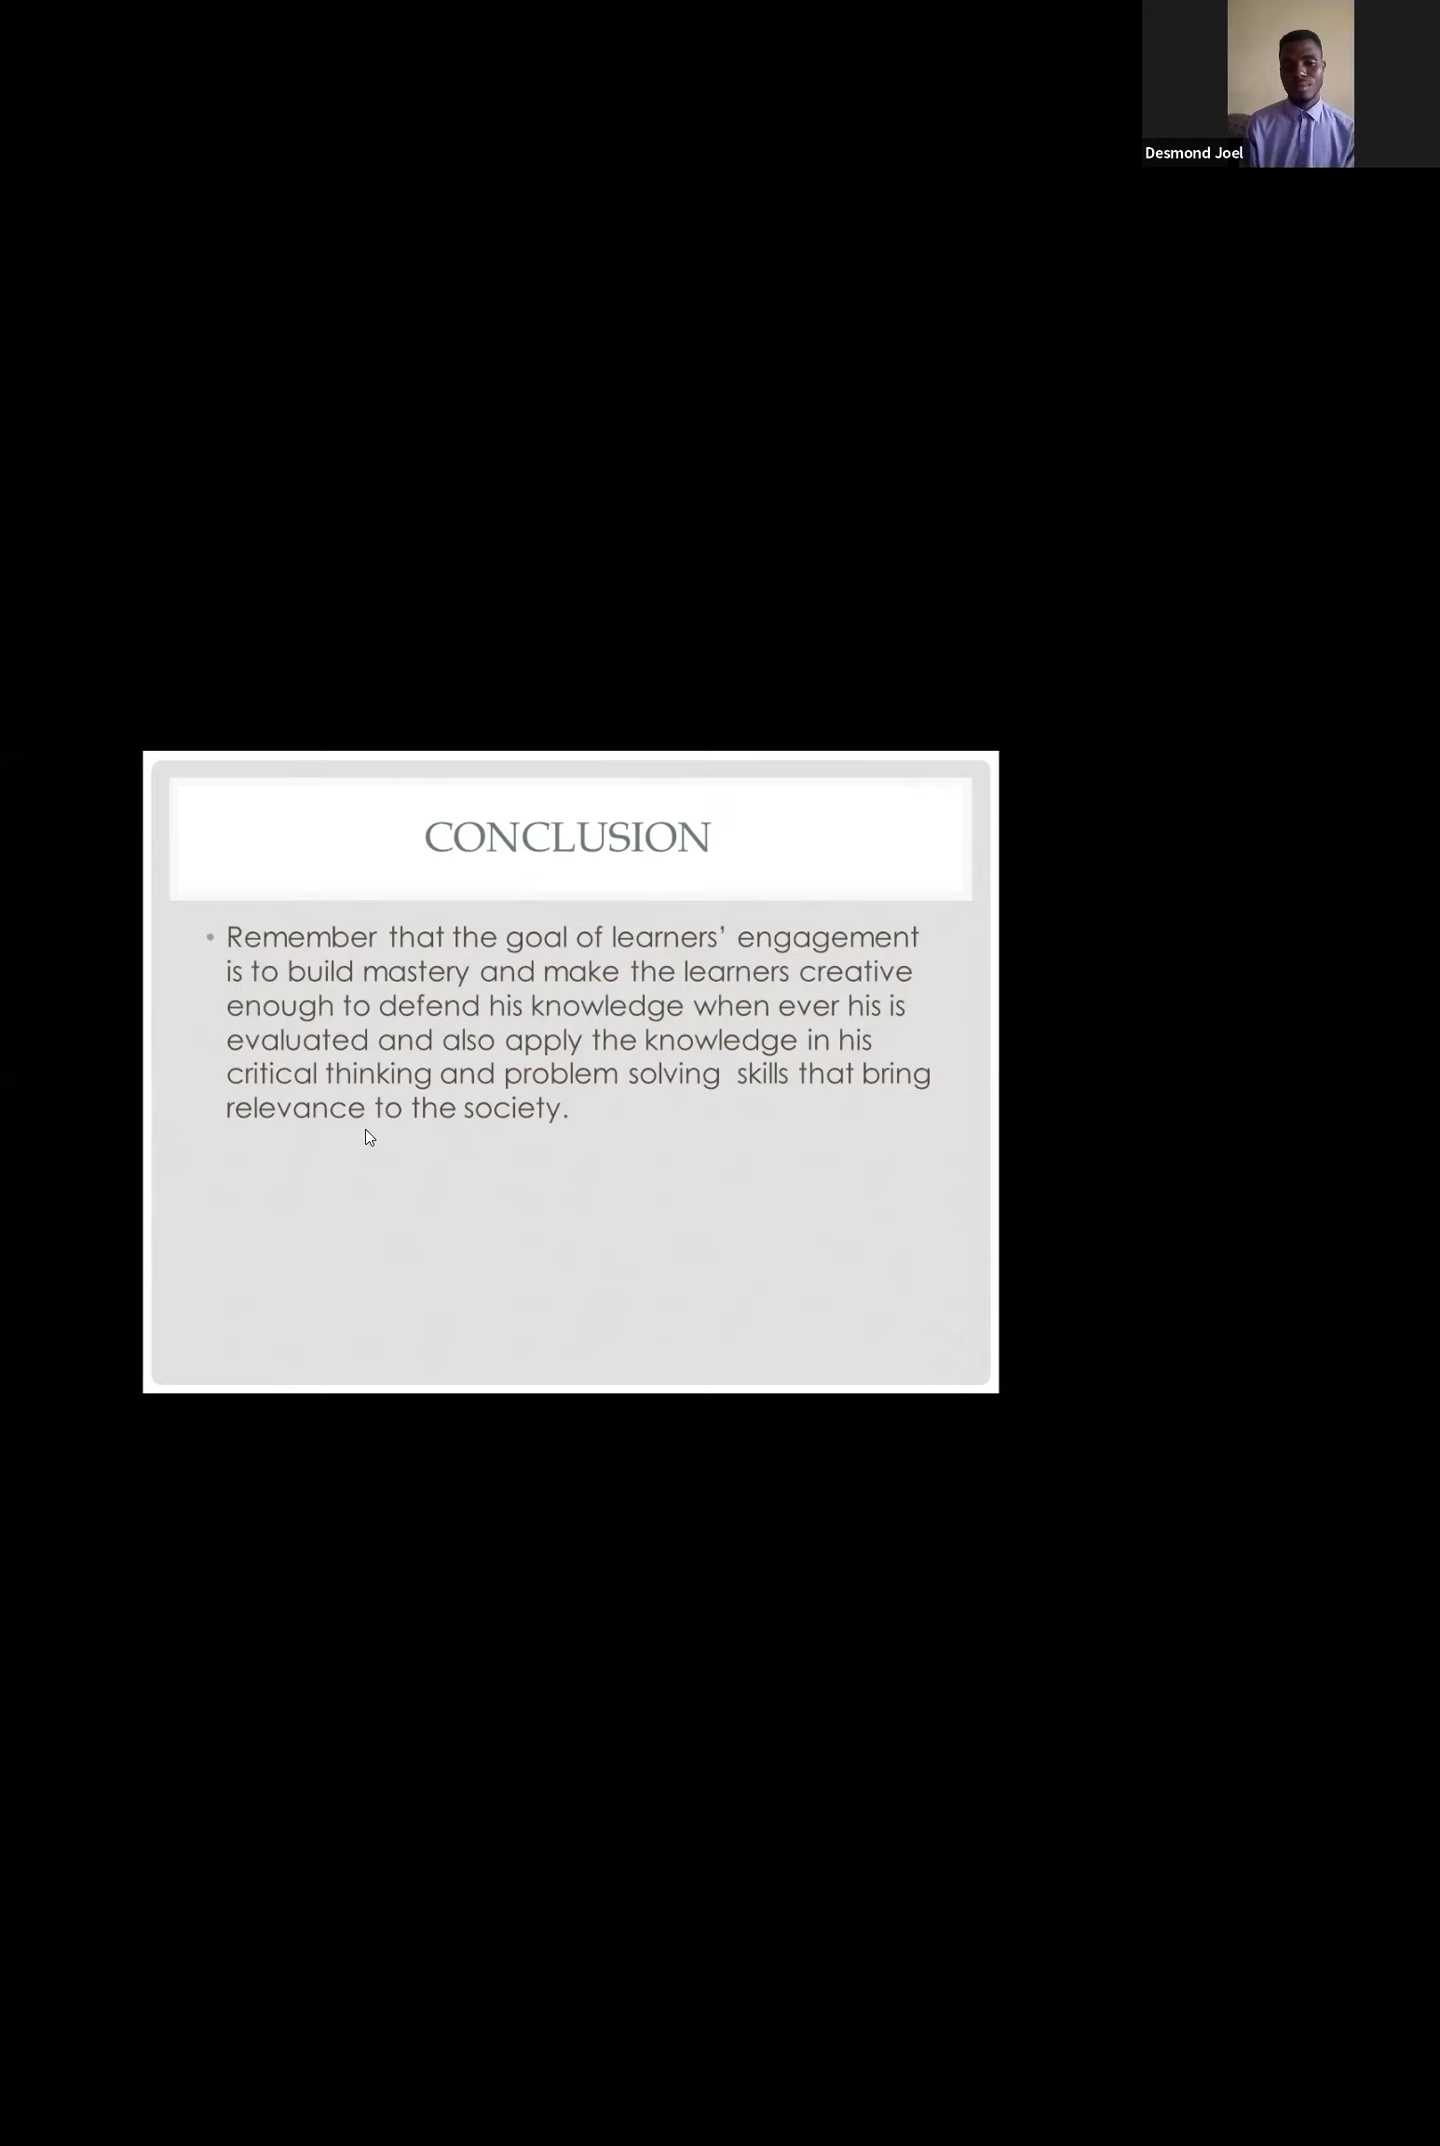 Desmond Joel
CONCLUSION
• Remember that the goal of learners’ engagement
is to build mastery and make the learners creative
enough to defend his knowledge when ever his is
evaluated and also apply the knowledge in his
critical thinking and problem solving skills that bring
relevance to the society.